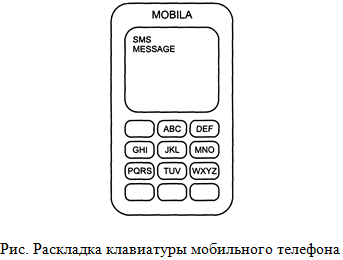 MOBILA
SMS
MESSAGE
ABC DEF
GHI JKL MNO
PQRS TUV WXYZ
Рис. Раскладка клавиатуры мобильного телефона